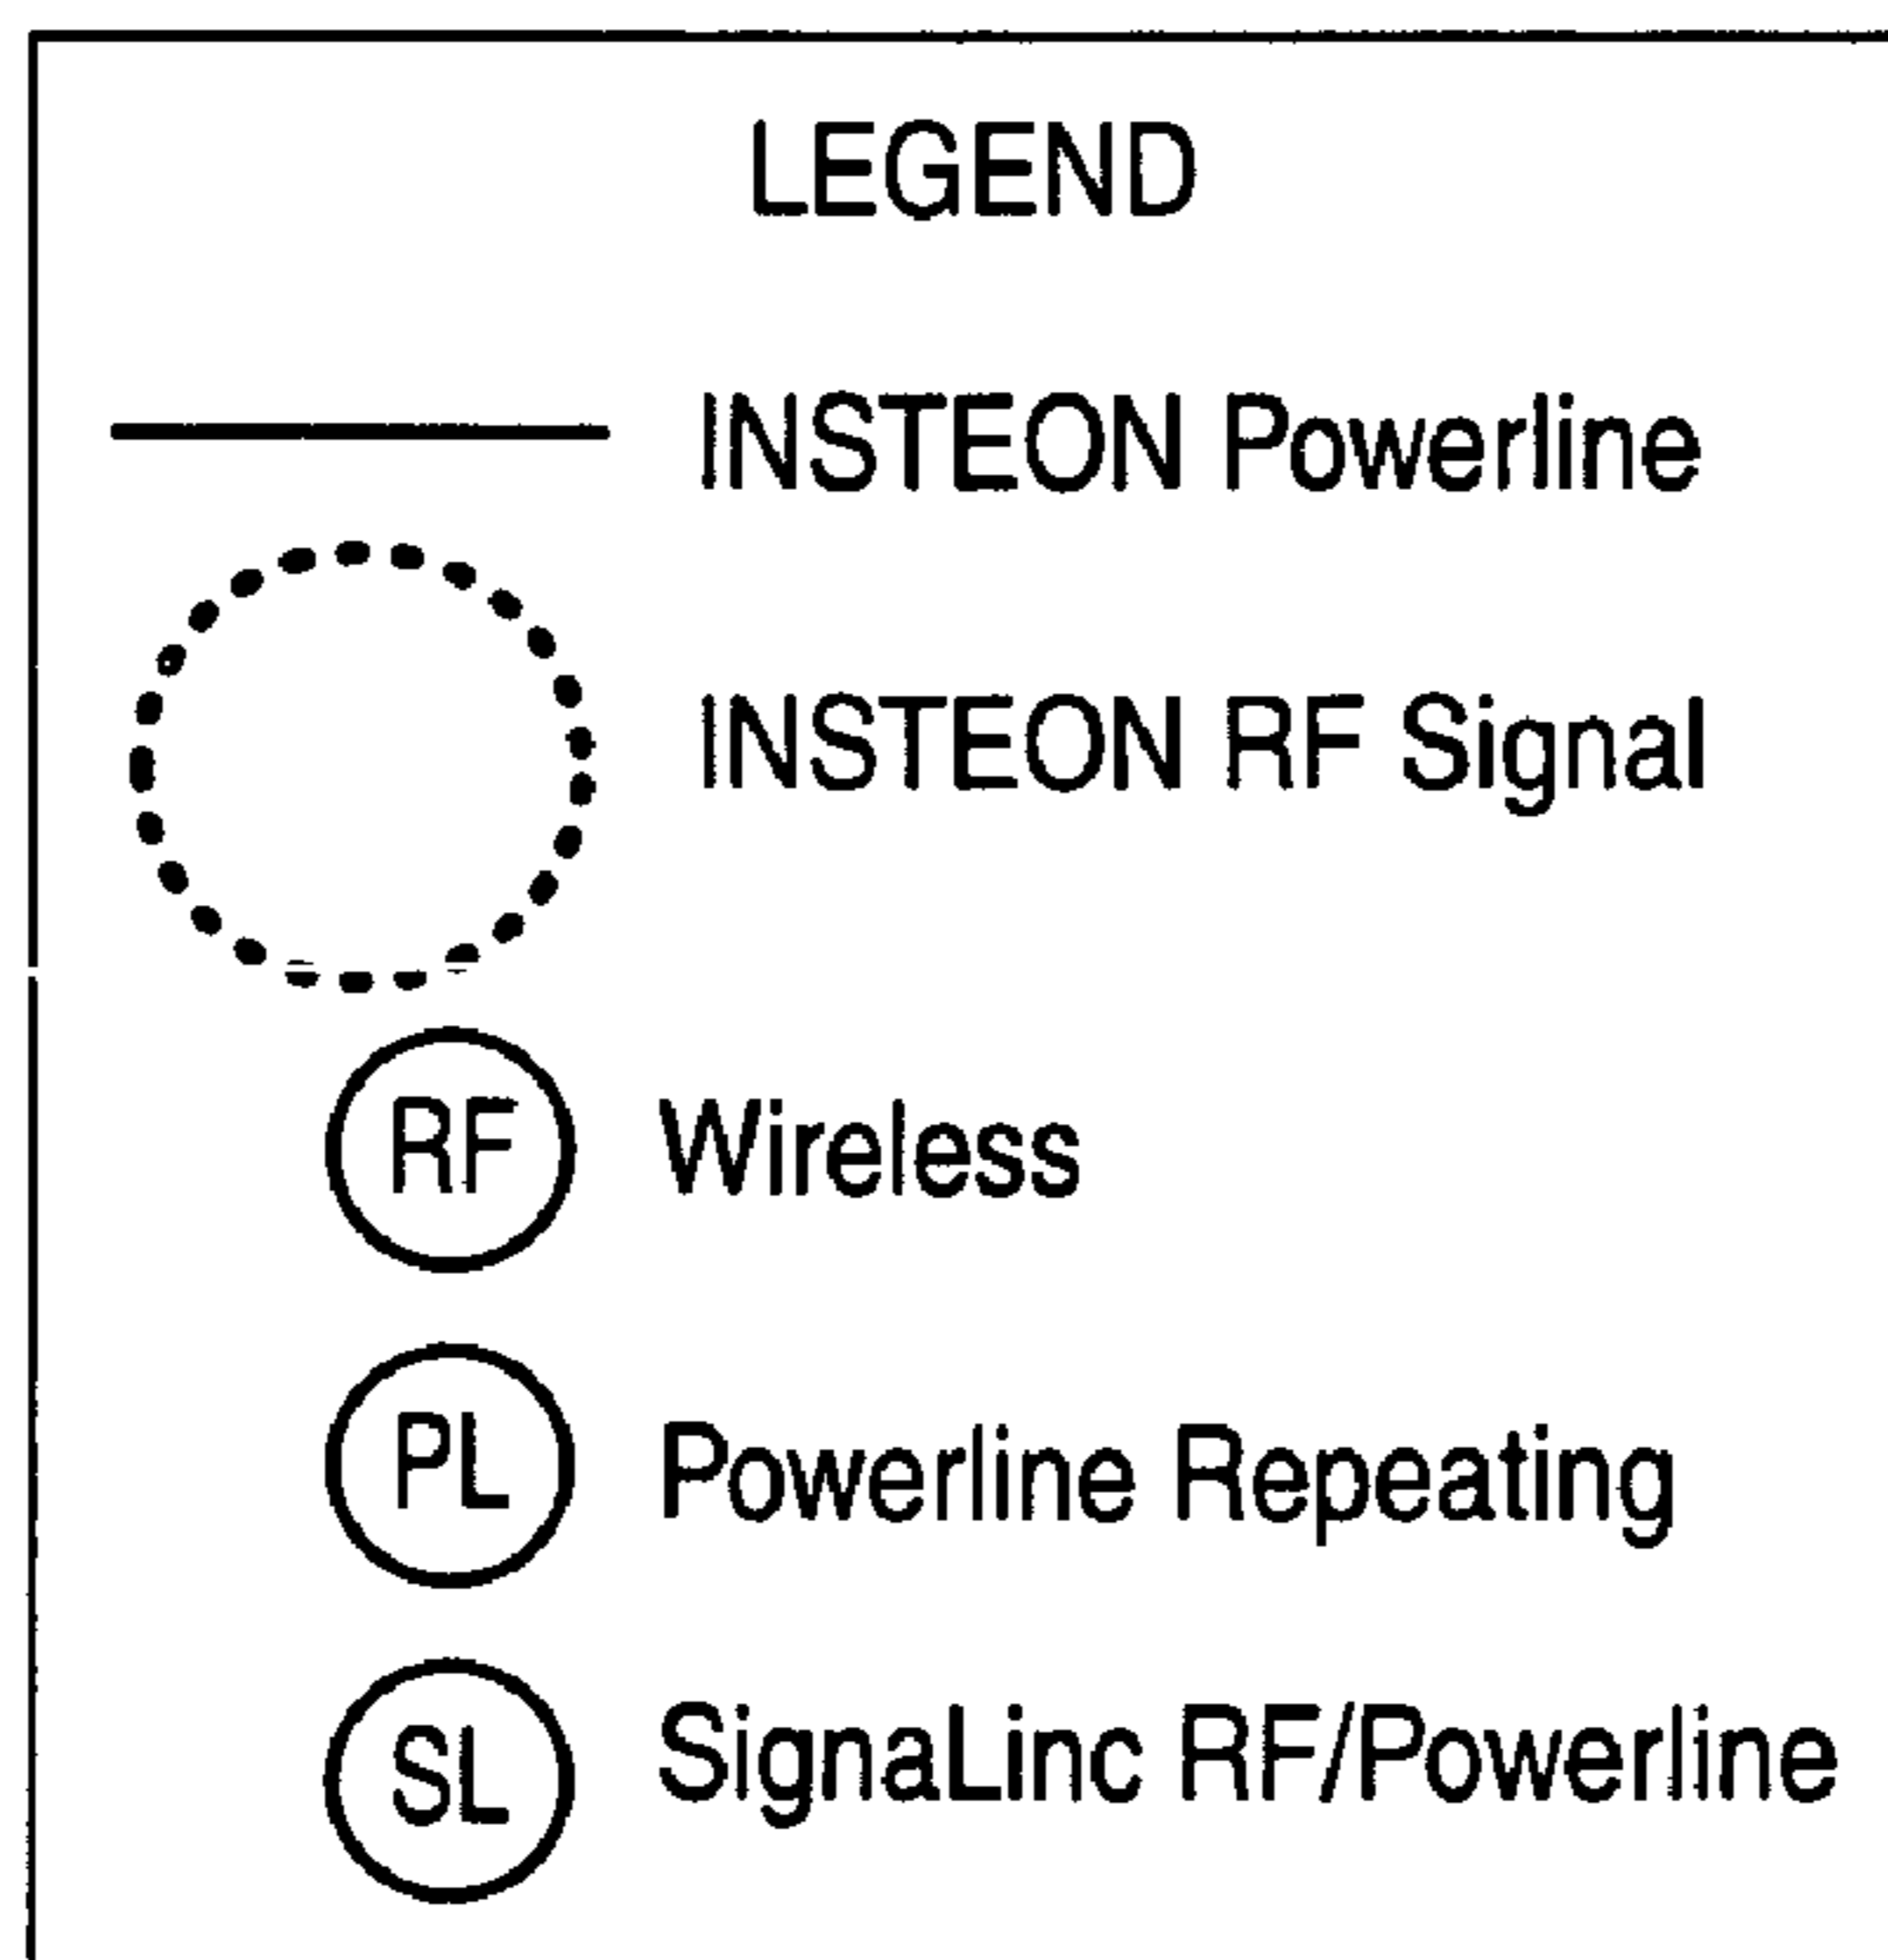 LEGEND
INSTEON Powerline
INSTEON RF Signal
RF Wireless
PL Powerline Repeating
SL SignaLinc RF/Powerline